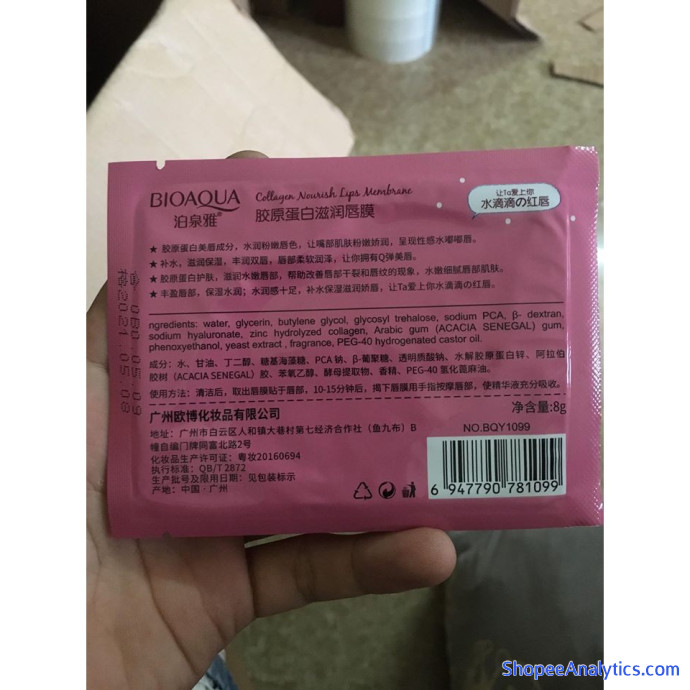 BIOAQUA
泊泉雅
Collagen Nourish Lips Membrane
胶原蛋白滋润唇膜
让Ta爱上你
水滴滴の红唇
★ 胶原蛋白美唇成分，水润粉嫩唇色，让嘴部肌肤粉嫩娇润，呈现性感水嘟嘟唇。
★ 补水，滋润保湿，丰润双唇，唇部柔软润泽，让你拥有Q弹美唇。
★ 胶原蛋白护肤，滋润水嫩唇部，帮助改善唇部干裂和唇纹的现象，水嫩细腻唇部肌肤。
★ 丰盈唇部，保湿水润；水润感十足，补水保湿滋润娇唇，让Ta爱上你水滴滴の红唇。
ngredients: water, glycerin, butylene glycol, glycosyl trehalose, sodium PCA, β- dextran,
sodium hyaluronate, zinc hydrolyzed collagen, Arabic gum (ACACIA SENEGAL) gum,
phenoxyethanol, yeast extract , fragrance, PEG-40 hydrogenated castor oil.
成分：水、甘油、丁二醇、糖基海藻糖、PCA 钠、β-葡聚糖、透明质酸钠、水解胶原蛋白锌、阿拉伯
胶树（ACACIA SENEGAL）胶、苯氧乙醇、酵母提取物、香精、PEG-40 氢化蓖麻油。
使用方法：清洁后，取出唇膜贴于唇部，10-15分钟后，揭下唇膜用手指按摩唇部，使精华液充分吸收。
广州欧博化妆品有限公司
净含量:8g
地址：广州市白云区人和镇大巷村第七经济合作社（鱼九布）B
幢自编门牌同富北路2号
NO.BQY1099
化妆品生产许可证：粤妆20160694
执行标准：QB/T 2872
生产批号及限用日期：见包装标示
产地：中国·广州
6 947790 781099
2021.05.08
ShopeeAnalytics.com